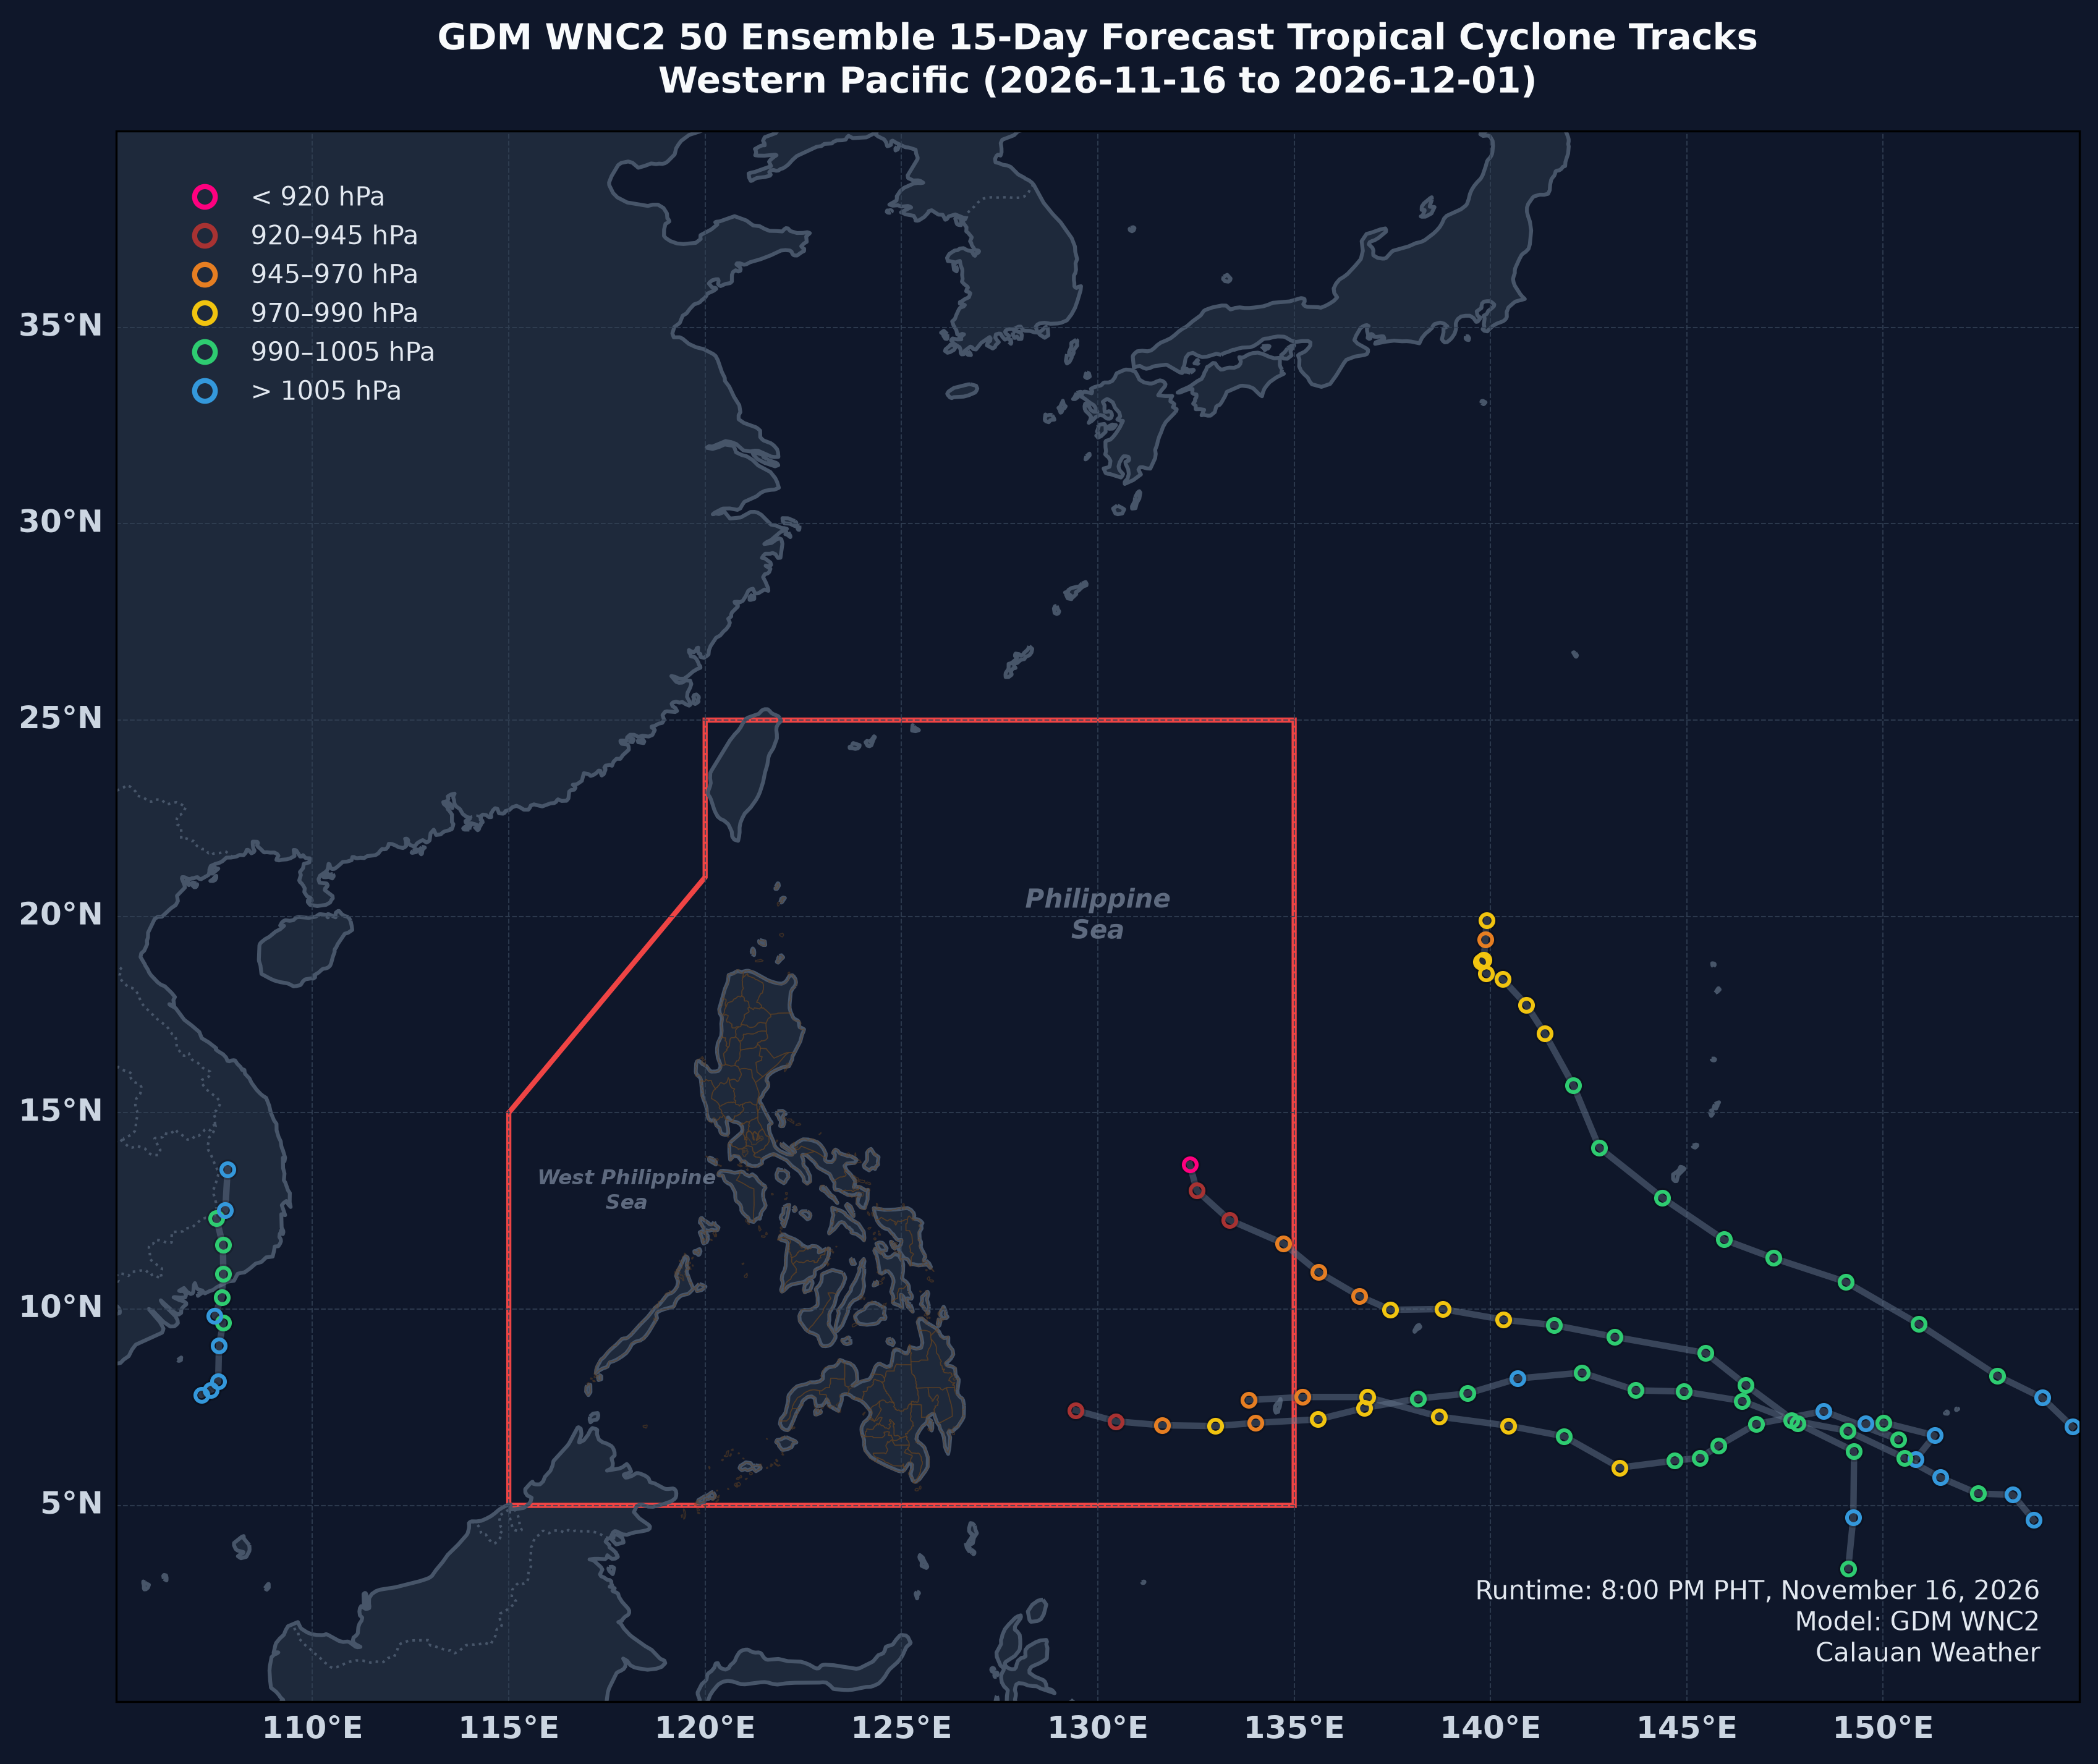 GDM WNC2 50 Ensemble 15-Day Forecast Tropical Cyclone Tracks
Western Pacific (2026-11-16 to 2026-12-01)
< 920 hPa
920–945 hPa
945–970 hPa
970–990 hPa
990–1005 hPa
> 1005 hPa
35°N
30°N
25°N
20°N
15°N
10°N
5°N
Philippine
Sea
West Philippine
Sea
Runtime: 8:00 PM PHT, November 16, 2026
Model: GDM WNC2
Calauan Weather
110°E
115°E
120°E
125°E
130°E
135°E
140°E
145°E
150°E